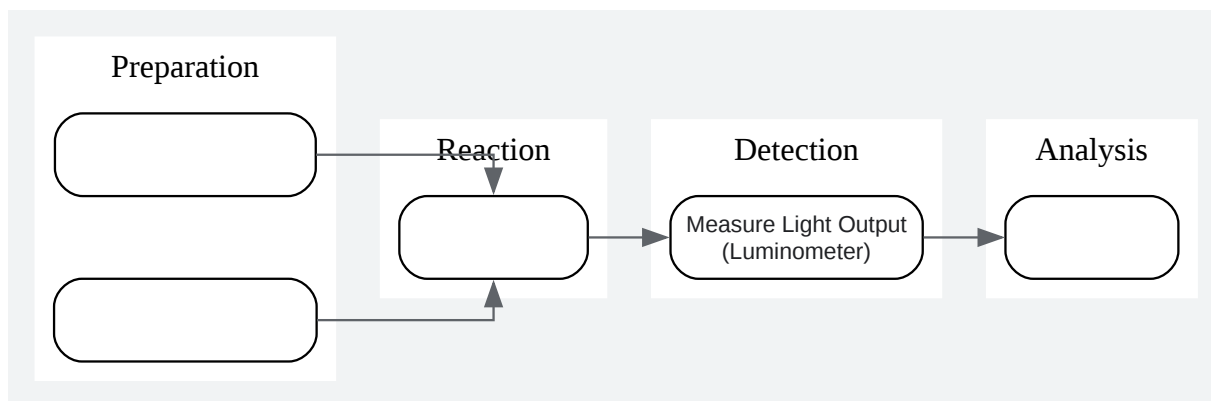 Preparation
Reaction
Detection
Analysis
Measure Light Output
(Luminometer)